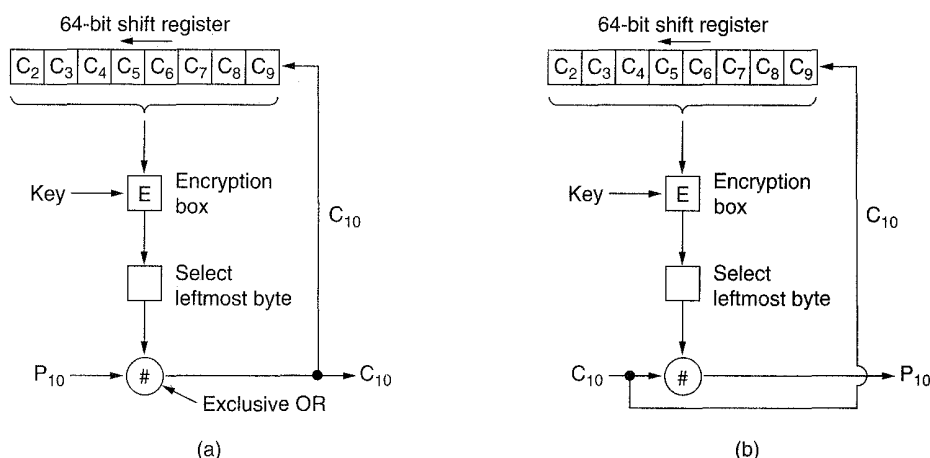 64-bit shift register
C2 C3 C4 C5 C6 C7 C8 C9
Key
E
Encryption
box
C10
Select
leftmost byte
P10
#
C10
Exclusive OR
(a)
64-bit shift register
C2 C3 C4 C5 C6 C7 C8 C9
Key
E
Encryption
box
C10
Select
leftmost byte
C10
#
P10
(b)